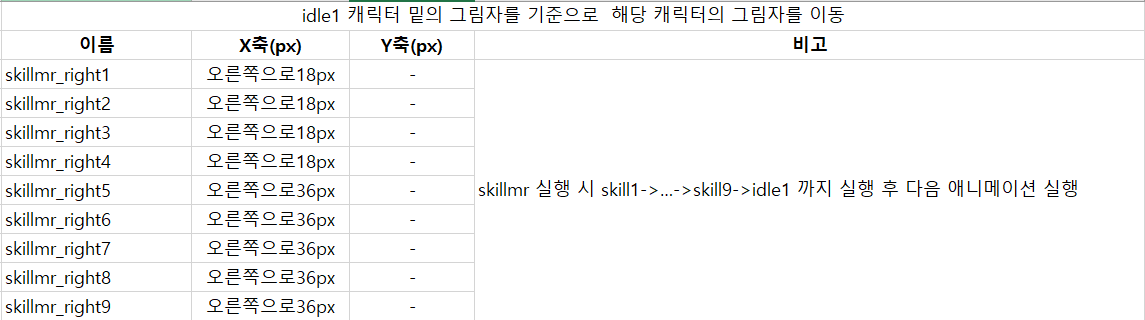 idle1 캐릭터 밑의 그림자를 기준으로  해당 캐릭터의 그림자를 이동
이름 X축(px) Y축(px) 비고
skillmr_right1 오른쪽으로18px -
skillmr_right2 오른쪽으로18px -
skillmr_right3 오른쪽으로18px -
skillmr_right4 오른쪽으로18px -
skillmr_right5 오른쪽으로36px - skillmr 실행 시 skill1->...->skill9->idle1 까지 실행 후 다음 애니메이션 실행
skillmr_right6 오른쪽으로36px -
skillmr_right7 오른쪽으로36px -
skillmr_right8 오른쪽으로36px -
skillmr_right9 오른쪽으로36px -